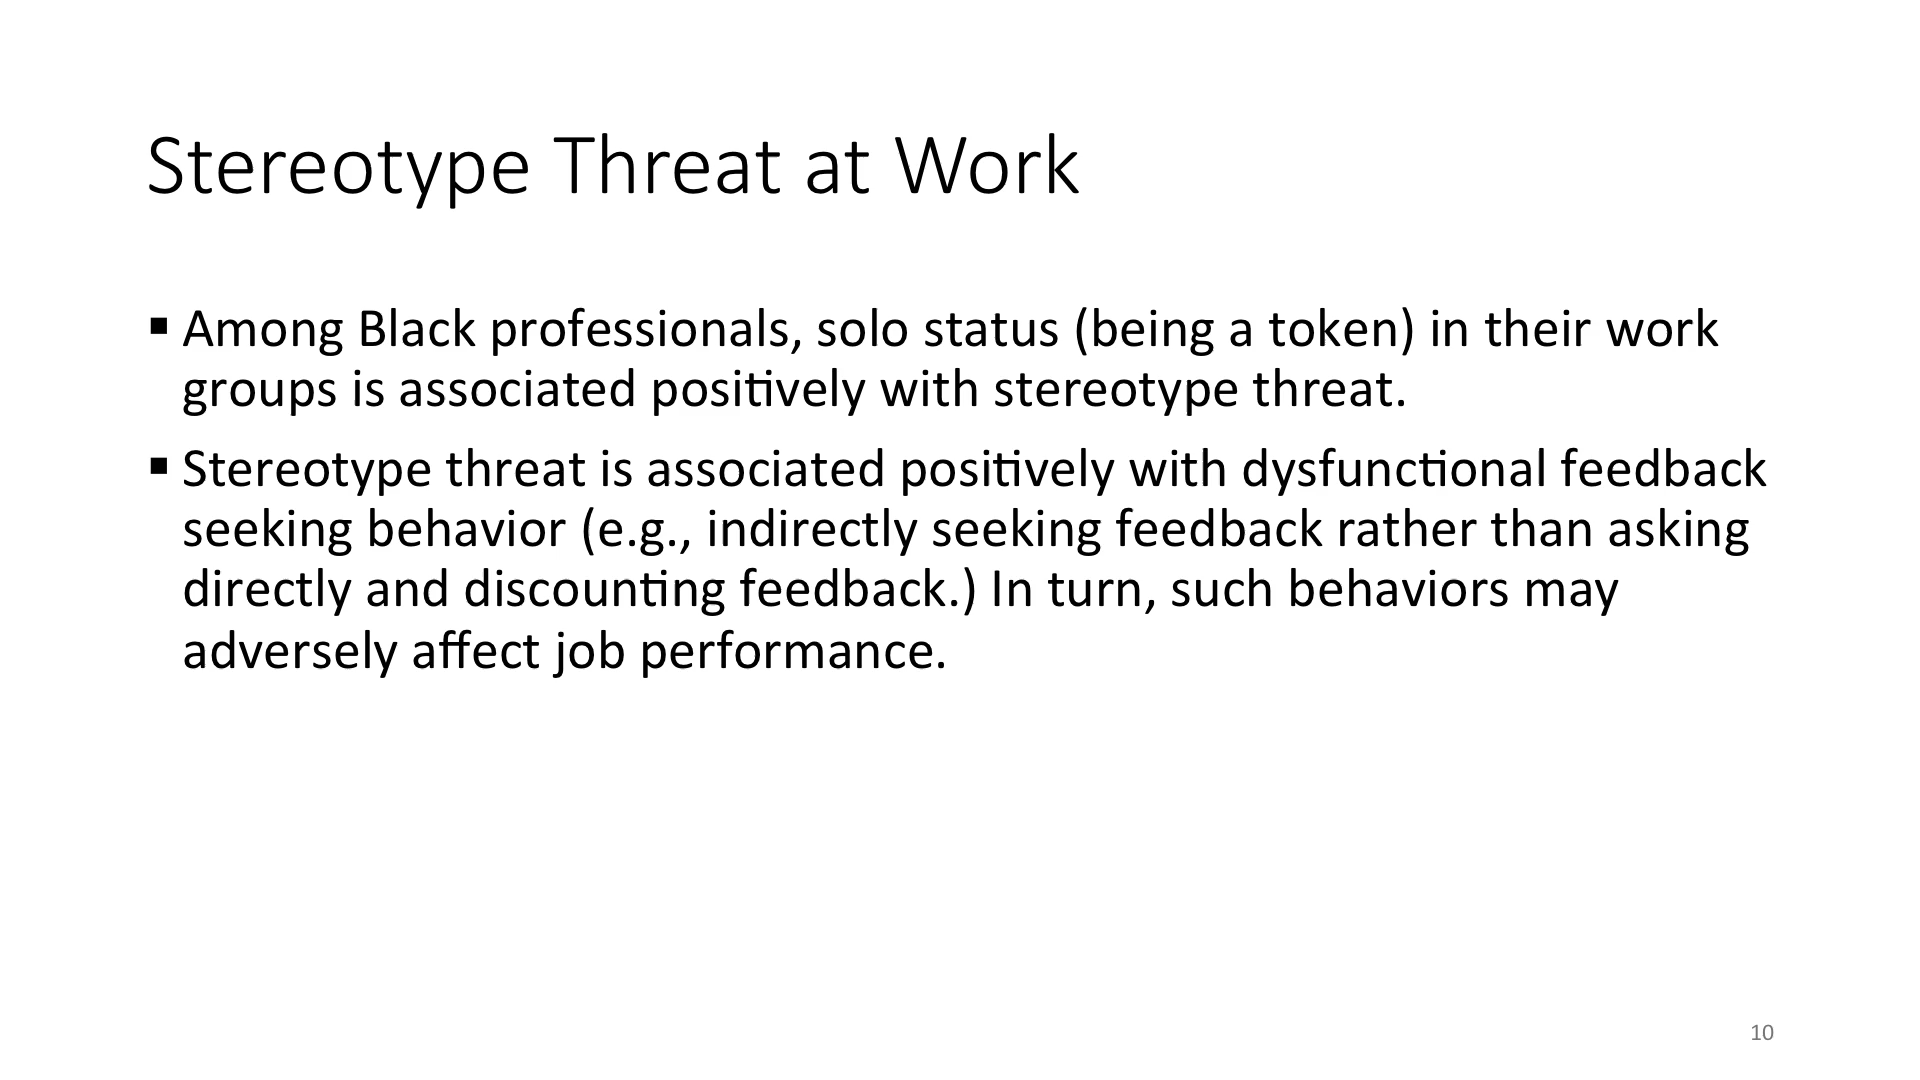 Stereotype Threat at Work
▪ Among Black professionals, solo status (being a token) in their work
groups is associated positively with stereotype threat.
▪ Stereotype threat is associated positively with dysfunctional feedback
seeking behavior (e.g., indirectly seeking feedback rather than asking
directly and discounting feedback.) In turn, such behaviors may
adversely affect job performance.
10